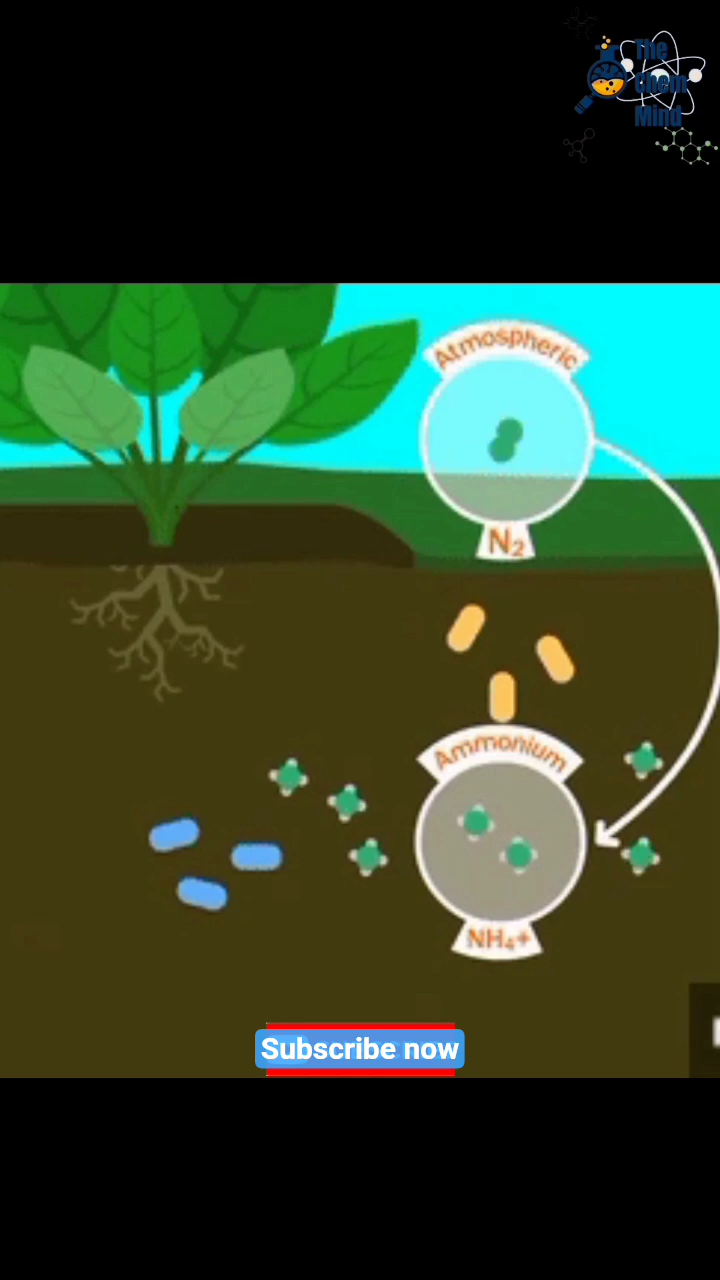 The
Chem
Mind
Atmospheric
N₂
Ammonium
NH₄+
Subscribe now